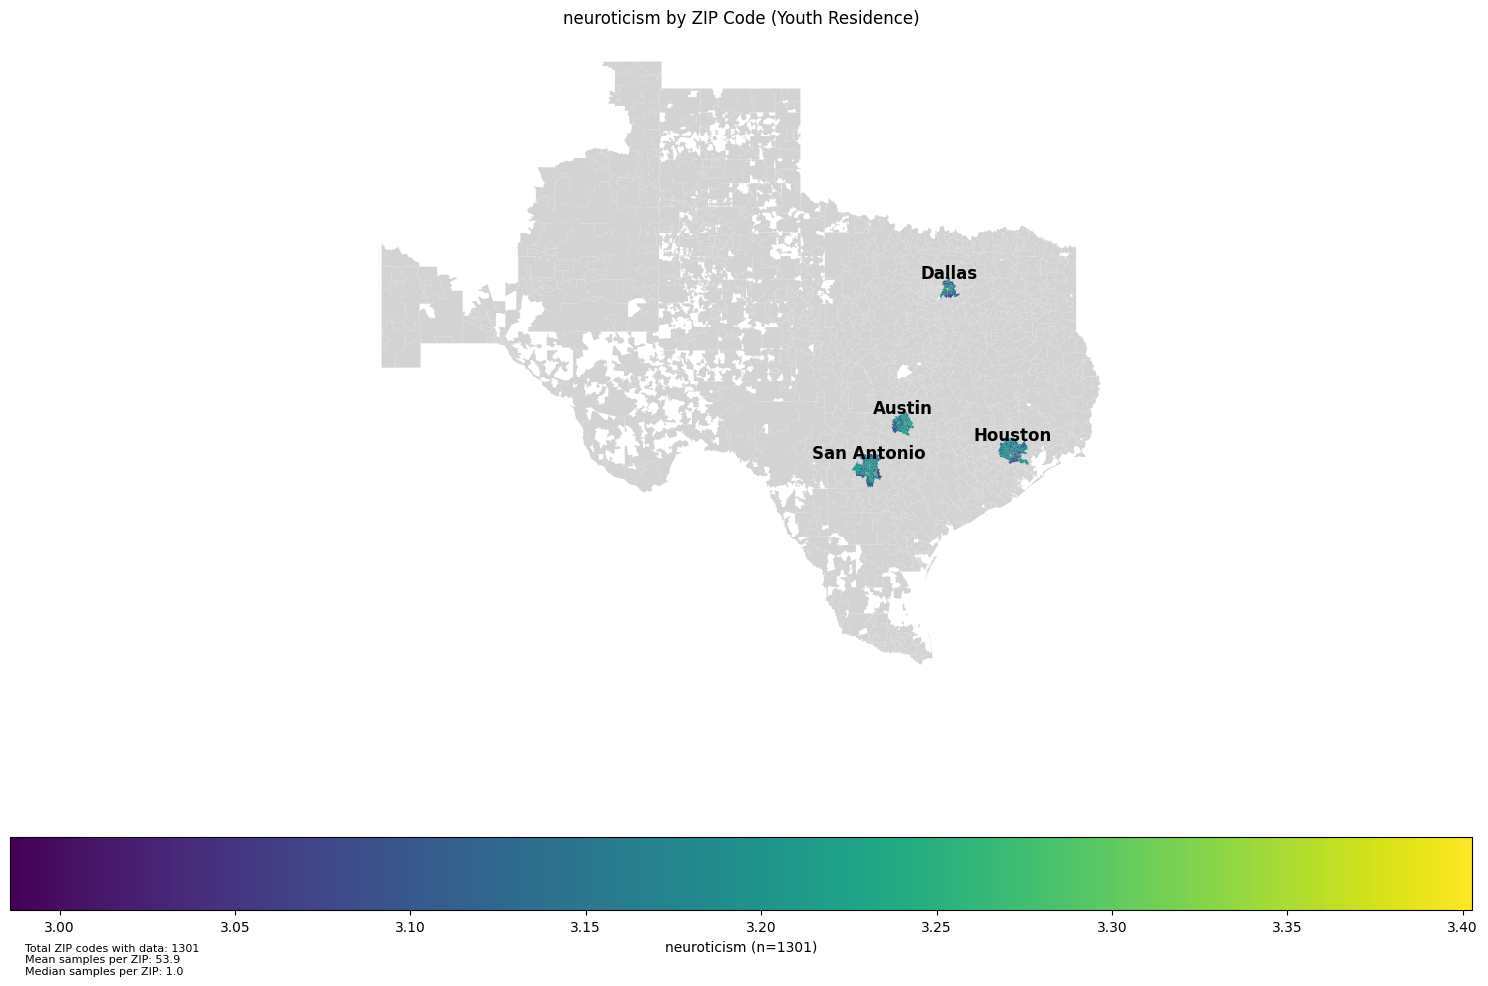 neuroticism by ZIP Code (Youth Residence)
Dallas
Austin
Houston
San Antonio
3.00 3.05 3.10 3.15 3.20 3.25 3.30 3.35 3.40
neuroticism (n=1301)
Total ZIP codes with data: 1301
Mean samples per ZIP: 53.9
Median samples per ZIP: 1.0